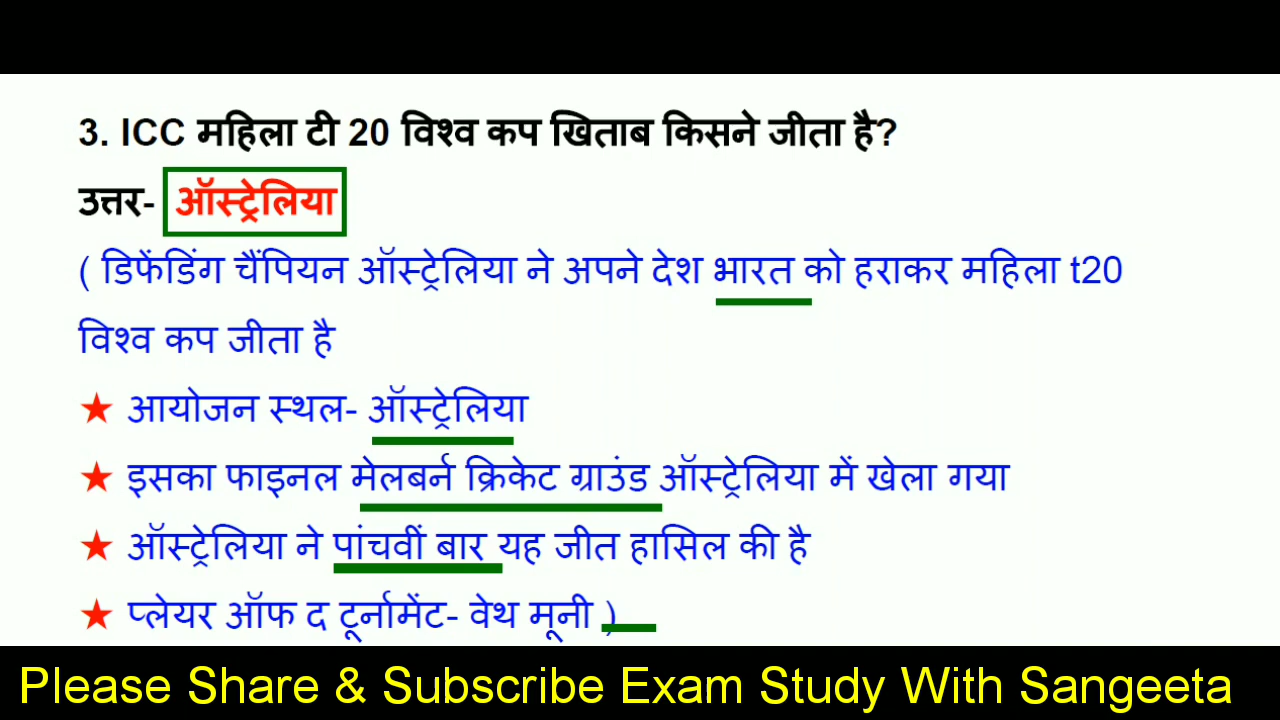 3. ICC महिला टी 20 विश्व कप खिताब किसने जीता है?
उत्तर- ऑस्ट्रेलिया
( डिफेंडिंग चैंपियन ऑस्ट्रेलिया ने अपने देश भारत को हराकर महिला t20
विश्व कप जीता है
★ आयोजन स्थल- ऑस्ट्रेलिया
★ इसका फाइनल मेलबर्न क्रिकेट ग्राउंड ऑस्ट्रेलिया में खेला गया
★ ऑस्ट्रेलिया ने पांचवीं बार यह जीत हासिल की है
★ प्लेयर ऑफ द टूर्नामेंट- वेथ मूनी )
Please Share & Subscribe Exam Study With Sangeeta